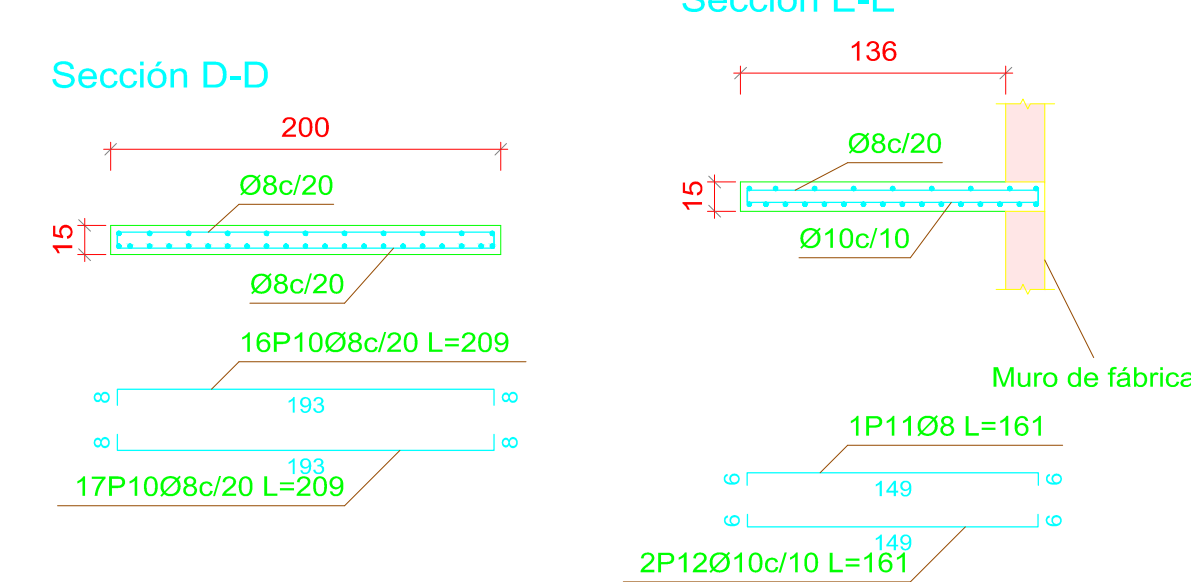 Sección D-D
200
Ø8c/20
15
Ø8c/20
16P10Ø8c/20 L=209
8
193
8
8
193
8
17P10Ø8c/20 L=209
Sección E-E
136
Ø8c/20
15
Ø10c/10
Muro de fábrica
1P11Ø8 L=161
6
149
6
6
149
6
2P12Ø10c/10 L=161